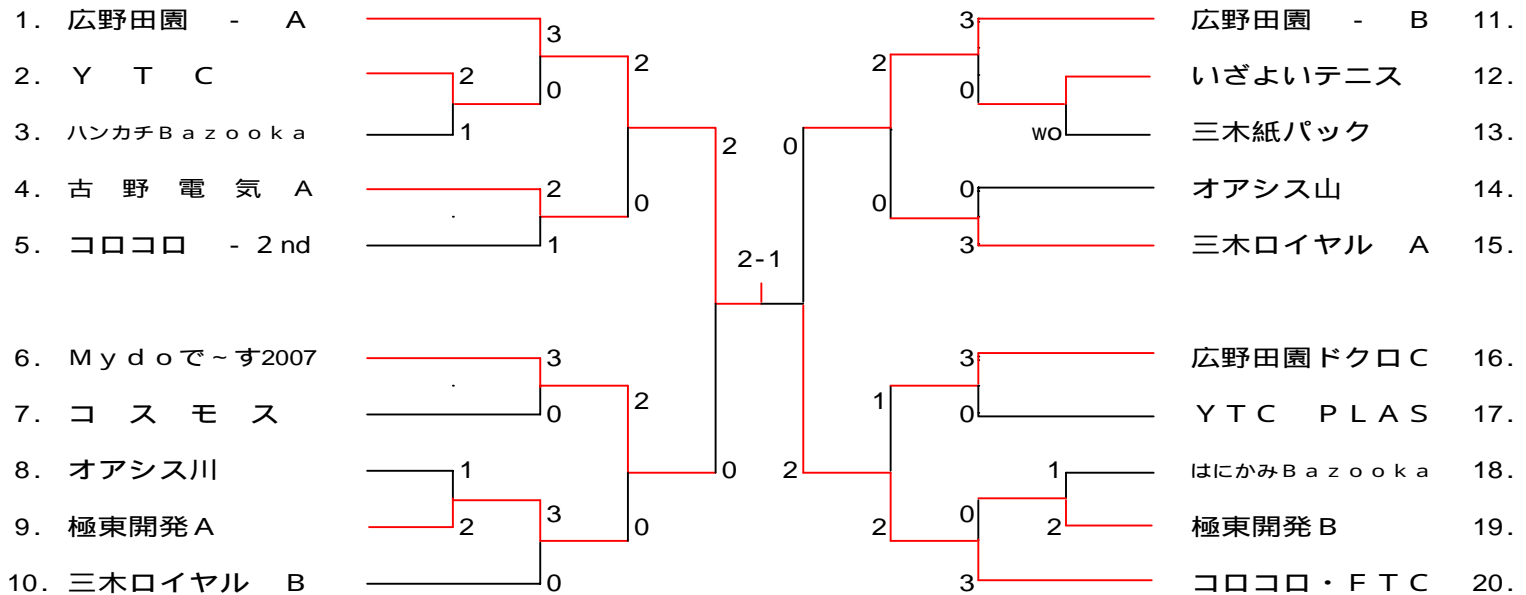 1. 広野田園 - A
3
2
2. Y T C
2
0
3. ハンカチBazooka
1
2
4. 古野電気 A
2
0
5. コロコロ - 2nd
1
2-1
6. Mydoで~す2007
3
2
7. コスモス
0
8. オアシス川
1
0
9. 極東開発A
2
3
0
10. 三木ロイヤル B
0
3
広野田園 - B 11.
2
0
いざよいテニス 12.
wo
三木紙パック 13.
0
0
オアシス山 14.
0
3
三木ロイヤル A 15.
3
広野田園ドクロC 16.
1
0
YTC PLAS 17.
2
1
はにかみBazooka 18.
2
0
2
極東開発B 19.
3
コロコロ・FTC 20.